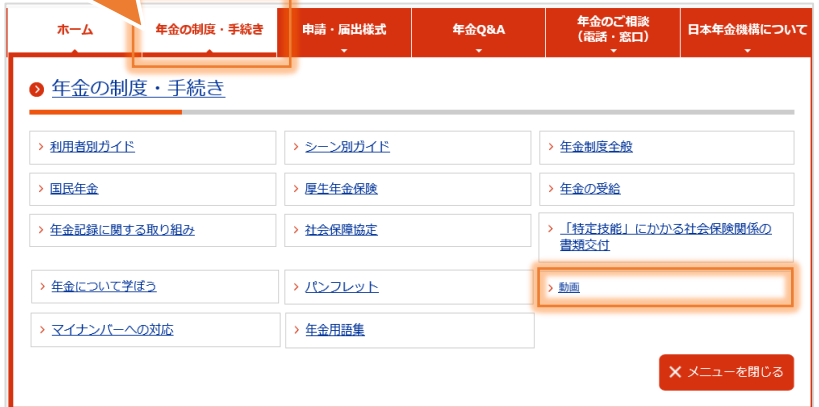 ホーム
年金の制度・手続き
申請・届出様式
年金Q&A
年金のご相談
(電話・窓口)
日本年金機構について
年金の制度・手続き
利用者別ガイド
シーン別ガイド
年金制度全般
国民年金
厚生年金保険
年金の受給
年金記録に関する取り組み
社会保障協定
「特定技能」にかかる社会保険関係の
書類交付
年金について学ぼう
パンフレット
動画
マイナンバーへの対応
年金用語集
メニューを閉じる